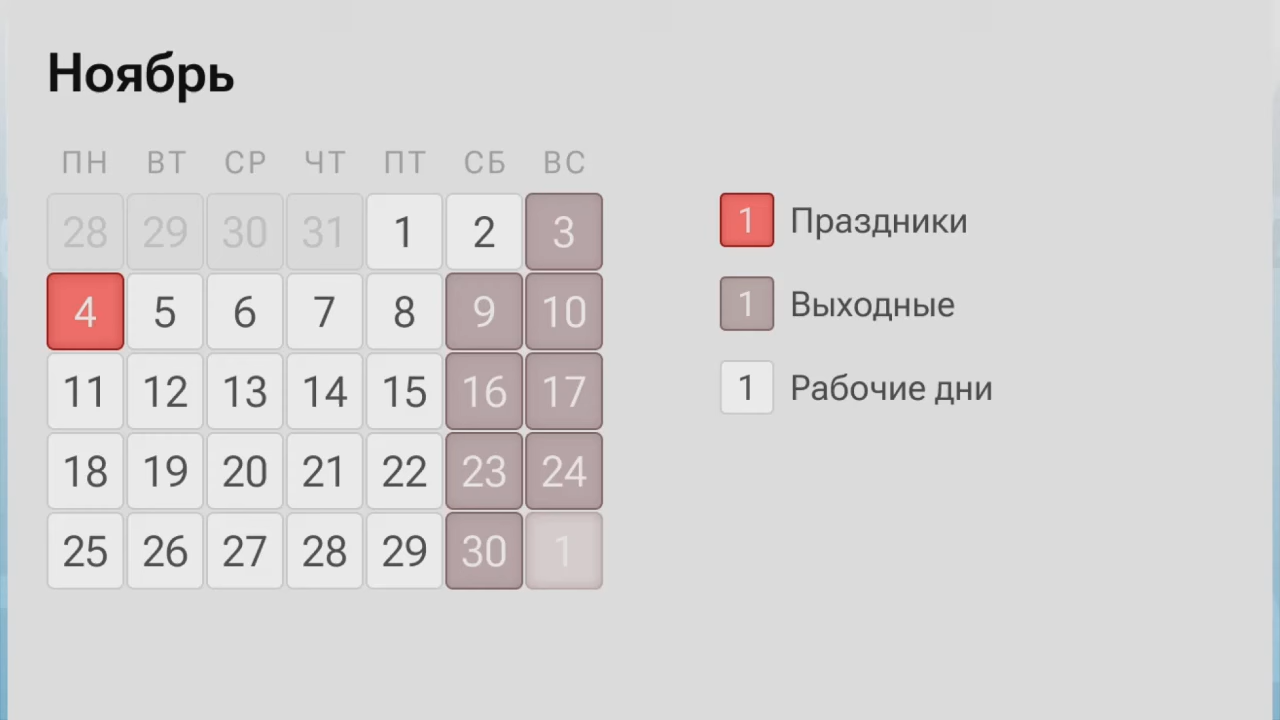 Ноябрь
ПН ВТ СР ЧТ ПТ СБ ВС
28 29 30 31 1 2 3
4 5 6 7 8 9 10
11 12 13 14 15 16 17
18 19 20 21 22 23 24
25 26 27 28 29 30 1
1 Праздники
1 Выходные
1 Рабочие дни